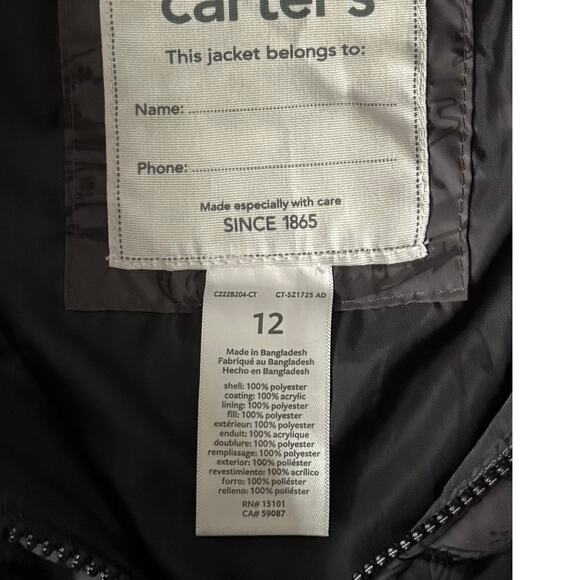 carter's
This jacket belongs to:
Name:
Phone:
Made especially with care
SINCE 1865
C222B204-CT CT-SZ1725 AD
12
Made in Bangladesh
Fabriqué au Bangladesh
Hecho en Bangladesh
shell: 100% polyester
coating: 100% acrylic
lining: 100% polyester
fill: 100% polyester
extérieur: 100% polyester
enduit: 100% acrylique
doublure: 100% polyester
remplissage: 100% polyester
exterior: 100% poliéster
revestimiento: 100% acrílico
forro: 100% poliéster
relleno: 100% poliéster
RN# 15101
CA# 59087